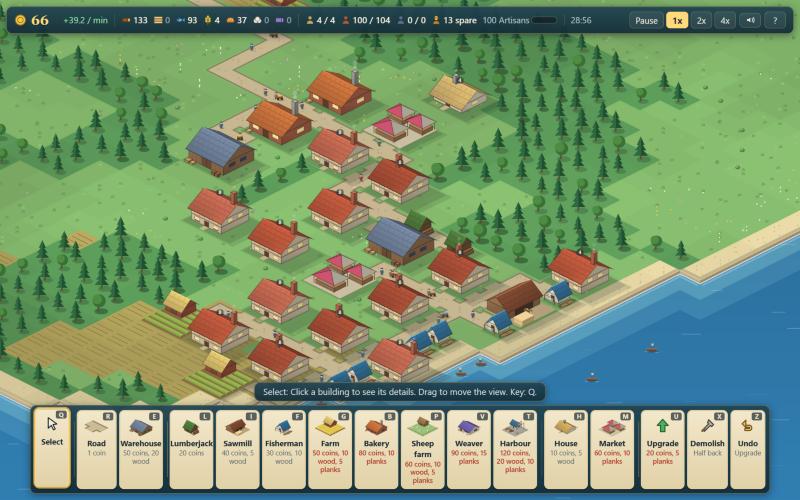 66 +39.2 / min 133 0 93 4 37 0 0 4 / 4 100 / 104 0 / 0 13 spare 100 Artisans 28:56 Pause 1x 2x 4x ?
Select: Click a building to see its details. Drag to move the view. Key: Q.
Q
Select
R
Road
1 coin
E
Warehouse
50 coins, 20
wood
L
Lumberjack
20 coins
I
Sawmill
40 coins, 5
wood
F
Fisherman
30 coins, 10
wood
G
Farm
50 coins, 10
wood, 5
planks
B
Bakery
80 coins, 10
planks
P
Sheep
farm
60 coins, 10
wood, 5
planks
V
Weaver
90 coins, 15
planks
T
Harbour
120 coins,
20 wood, 10
planks
H
House
10 coins, 5
wood
M
Market
60 coins, 10
planks
U
Upgrade
20 coins, 5
planks
X
Demolish
Half back
Z
Undo
Upgrade